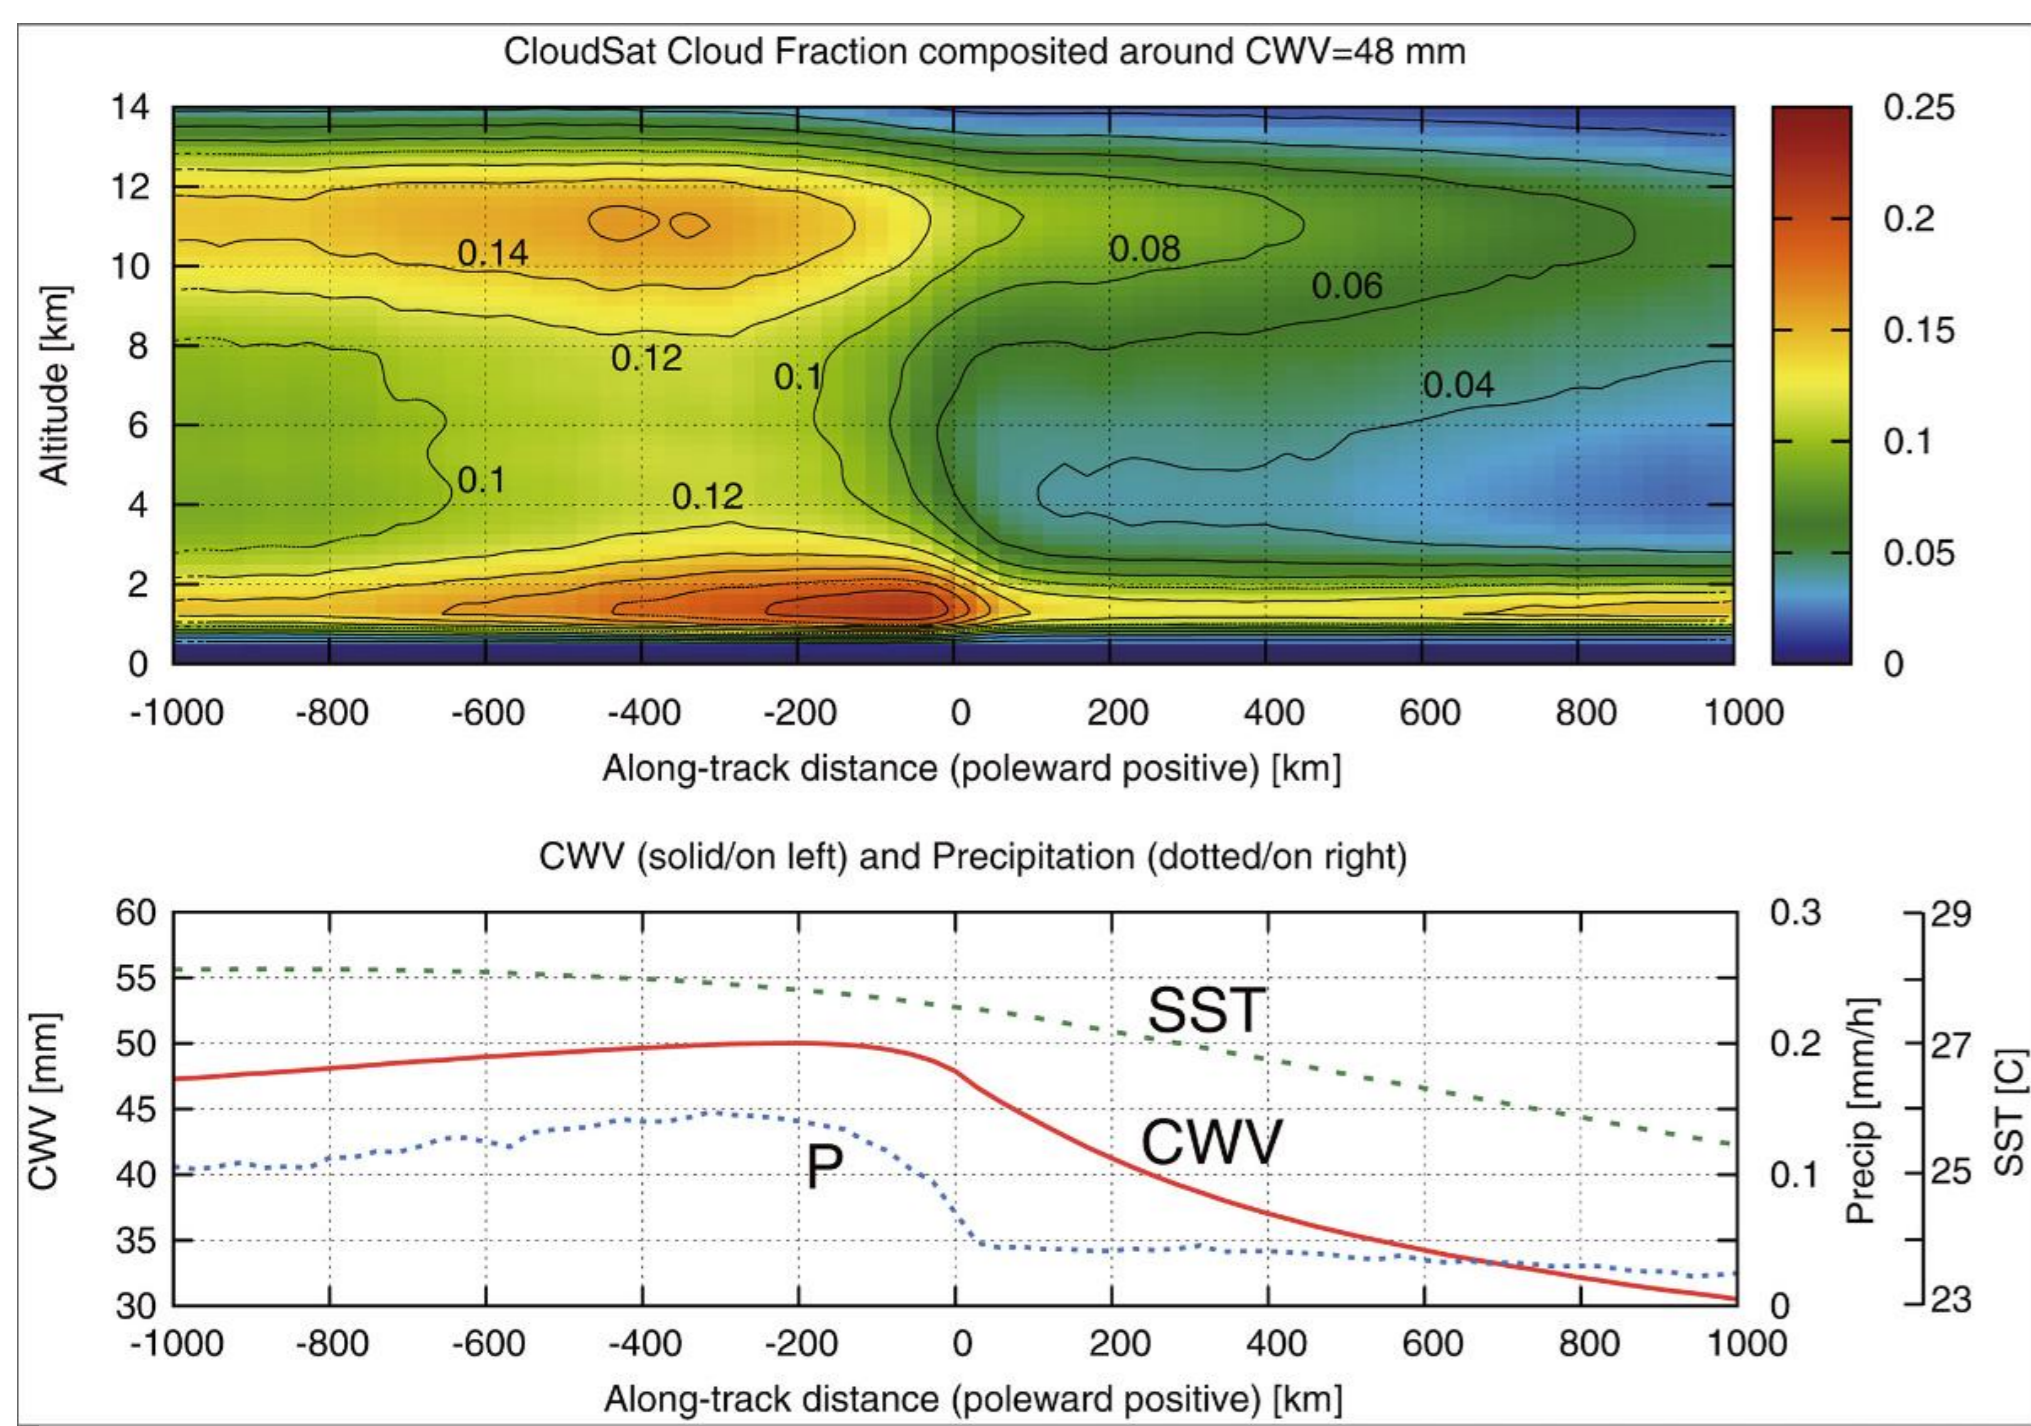 CloudSat Cloud Fraction composited around CWV=48 mm
14
12
10
8
6
4
2
0
Altitude [km]
0.14
0.12
0.1
0.1
0.12
0.08
0.06
0.04
0.25
0.2
0.15
0.1
0.05
0
-1000 -800 -600 -400 -200 0 200 400 600 800 1000
Along-track distance (poleward positive) [km]
CWV (solid/on left) and Precipitation (dotted/on right)
60
55
50
45
40
35
30
CWV [mm]
SST
CWV
P
0.3
0.2
0.1
0
Precip [mm/h]
29
27
25
23
SST [C]
-1000 -800 -600 -400 -200 0 200 400 600 800 1000
Along-track distance (poleward positive) [km]